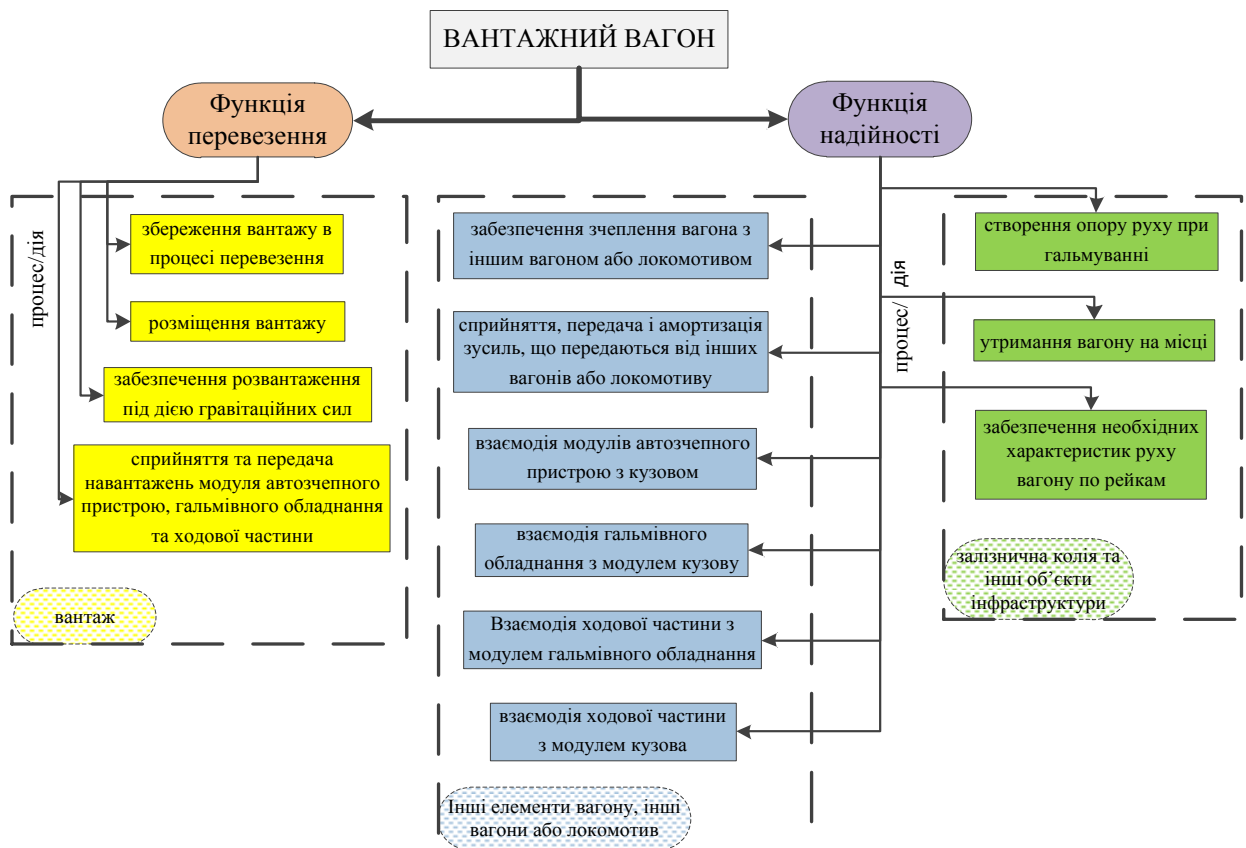 ВАНТАЖНИЙ ВАГОН
Функція
перевезення
Функція
надійності
процес/дія
збереження вантажу в
процесі перевезення
розміщення вантажу
забезпечення розвантаження
під дією гравітаційних сил
сприйняття та передача
навантажень модуля автозчепного
пристрою, гальмівного обладнання
та ходової частини
вантаж
забезпечення зчеплення вагона з
іншим вагоном або локомотивом
сприйняття, передача і амортизація
зусиль, що передаються від інших
вагонів або локомотиву
взаємодія модулів автозчепного
пристрою з кузовом
взаємодія гальмівного
обладнання з модулем кузову
Взаємодія ходової частини з
модулем гальмівного обладнання
взаємодія ходової частини
з модулем кузова
Інші елементи вагону, інші
вагони або локомотив
процес/ дія
створення опору руху при
гальмуванні
утримання вагону на місці
забезпечення необхідних
характеристик руху
вагону по рейкам
залізнична колія та
інші об’єкти
інфраструктури